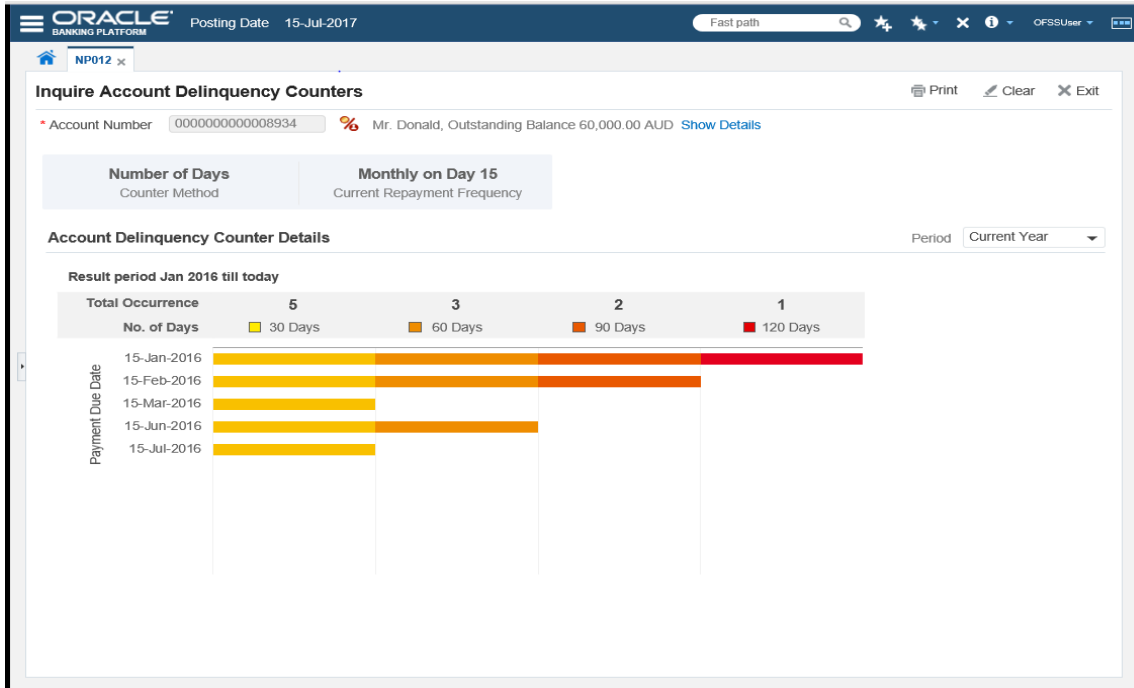 ORACLE Posting Date 15-Jul-2017 Fast path OFSSUser
BANKING PLATFORM
NP012
Inquire Account Delinquency Counters Print Clear Exit
* Account Number 0000000000008934 Mr. Donald, Outstanding Balance 60,000.00 AUD Show Details
Number of Days Monthly on Day 15
Counter Method Current Repayment Frequency
Account Delinquency Counter Details Period Current Year
Result period Jan 2016 till today
Total Occurrence 5 3 2 1
No. of Days 30 Days 60 Days 90 Days 120 Days
Payment Due Date
15-Jan-2016
15-Feb-2016
15-Mar-2016
15-Jun-2016
15-Jul-2016